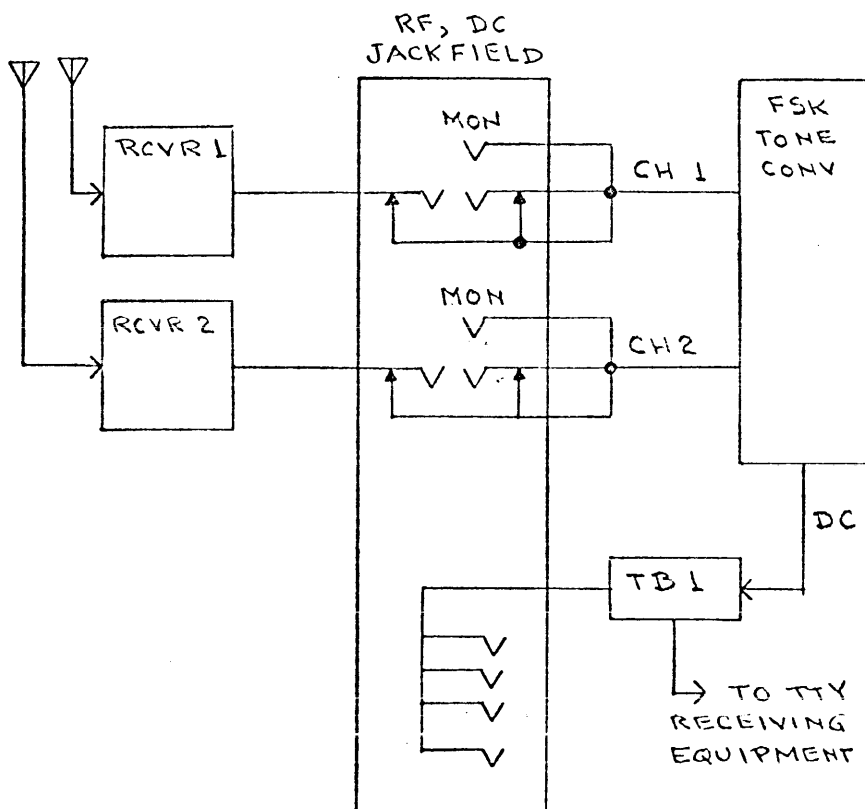 RF, DC
JACKFIELD
RCVR 1
MON
CH 1
FSK
TONE
CONV
RCVR 2
MON
CH 2
DC
TB 1
TO TTY
RECEIVING
EQUIPMENT